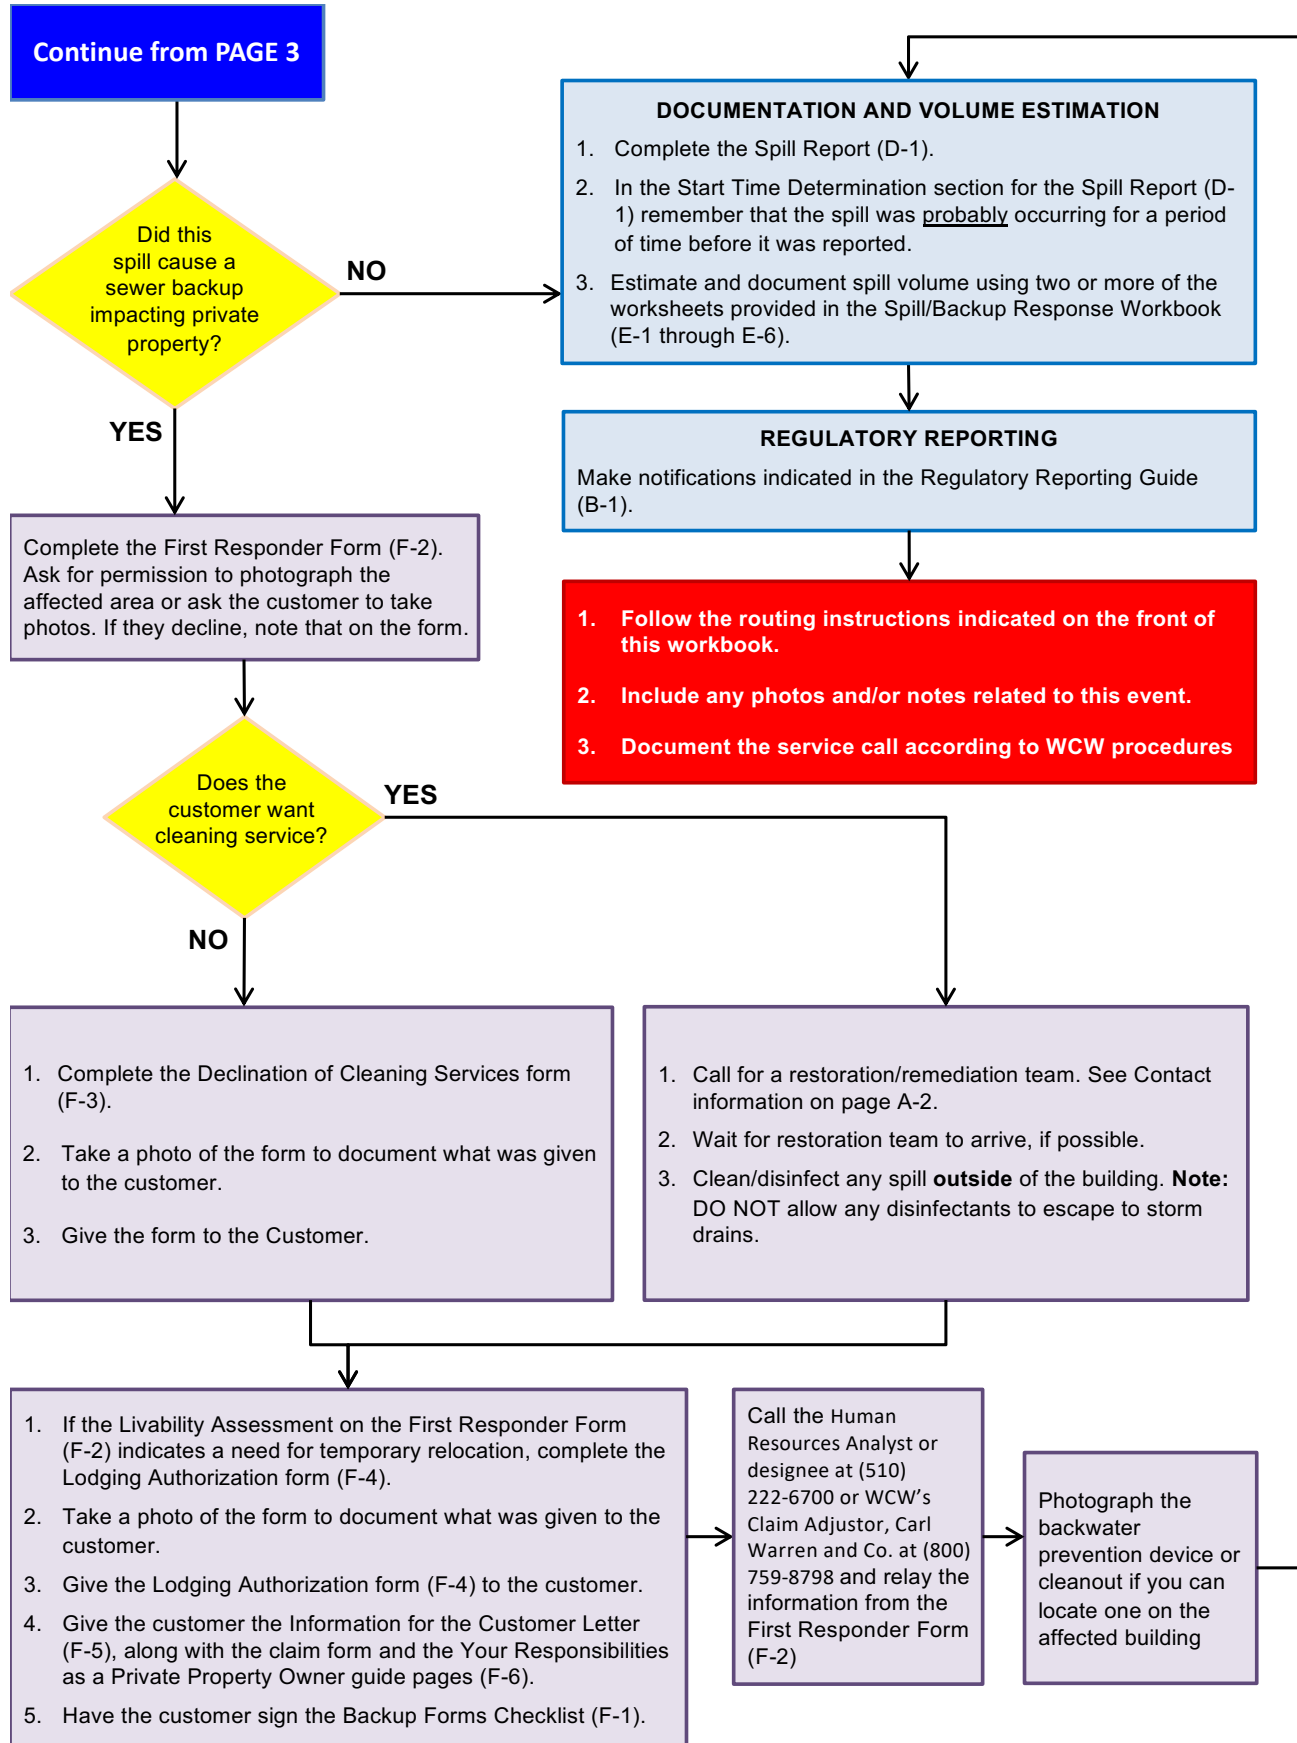 Continue from PAGE 3
Did this
spill cause a
sewer backup
impacting private
property?
NO
YES
DOCUMENTATION AND VOLUME ESTIMATION
1. Complete the Spill Report (D-1).
2. In the Start Time Determination section for the Spill Report (D-
1) remember that the spill was probably occurring for a period
of time before it was reported.
3. Estimate and document spill volume using two or more of the
worksheets provided in the Spill/Backup Response Workbook
(E-1 through E-6).
REGULATORY REPORTING
Make notifications indicated in the Regulatory Reporting Guide
(B-1).
1. Follow the routing instructions indicated on the front of
this workbook.
2. Include any photos and/or notes related to this event.
3. Document the service call according to WCW procedures
Complete the First Responder Form (F-2).
Ask for permission to photograph the
affected area or ask the customer to take
photos. If they decline, note that on the form.
Does the
customer want
cleaning service?
YES
NO
1. Complete the Declination of Cleaning Services form
(F-3).
2. Take a photo of the form to document what was given
to the customer.
3. Give the form to the Customer.
1. Call for a restoration/remediation team. See Contact
information on page A-2.
2. Wait for restoration team to arrive, if possible.
3. Clean/disinfect any spill outside of the building. Note:
DO NOT allow any disinfectants to escape to storm
drains.
1. If the Livability Assessment on the First Responder Form
(F-2) indicates a need for temporary relocation, complete the
Lodging Authorization form (F-4).
2. Take a photo of the form to document what was given to the
customer.
3. Give the Lodging Authorization form (F-4) to the customer.
4. Give the customer the Information for the Customer Letter
(F-5), along with the claim form and the Your Responsibilities
as a Private Property Owner guide pages (F-6).
5. Have the customer sign the Backup Forms Checklist (F-1).
Call the Human
Resources Analyst or
designee at (510)
222-6700 or WCW's
Claim Adjustor, Carl
Warren and Co. at (800)
759-8798 and relay the
information from the
First Responder Form
(F-2)
Photograph the
backwater
prevention device or
cleanout if you can
locate one on the
affected building